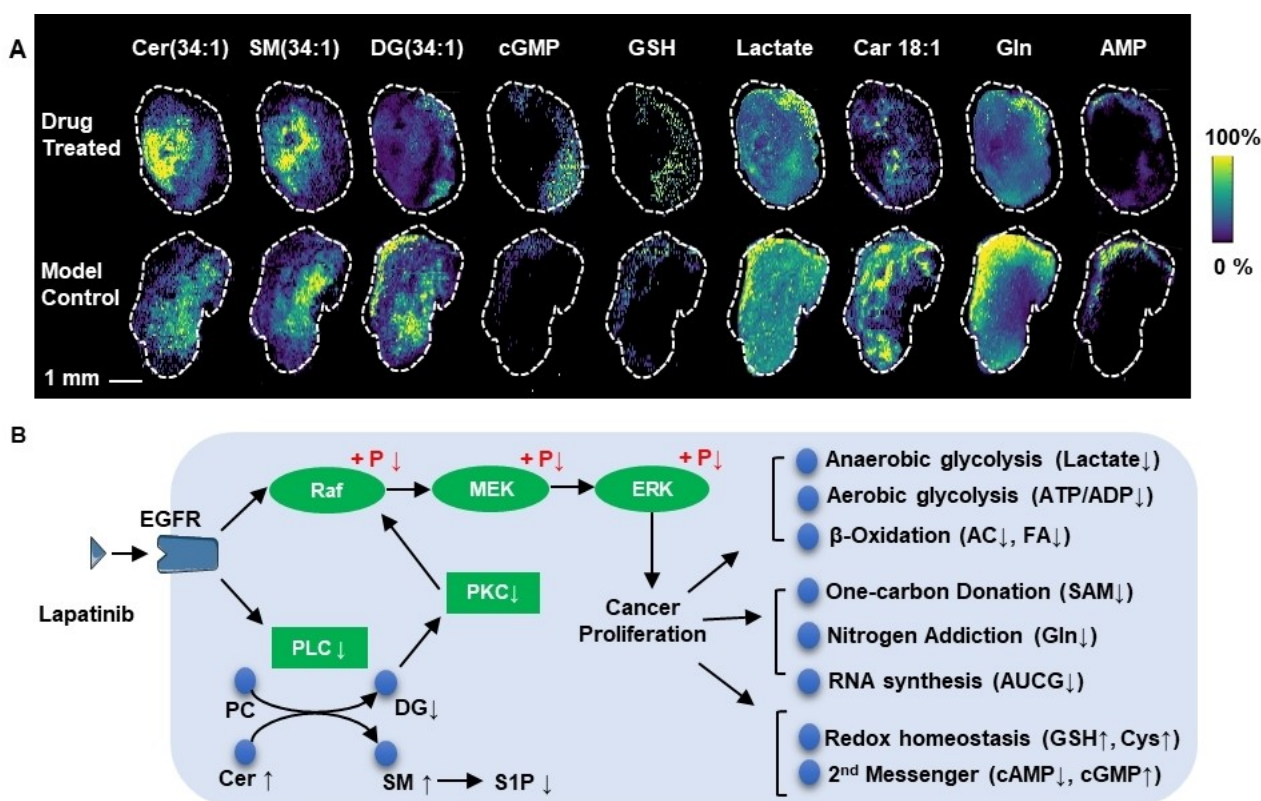 A
Cer(34:1) SM(34:1) DG(34:1) cGMP GSH Lactate Car 18:1 Gln AMP
Drug
Treated
100%
0 %
Model
Control
1 mm
B
+ P ↓ + P↓ + P↓
Raf MEK ERK
EGFR
Lapatinib
PKC↓
PLC ↓
PC
DG↓
Cer ↑
SM ↑
S1P ↓
Cancer
Proliferation
Anaerobic glycolysis (Lactate↓)
Aerobic glycolysis (ATP/ADP↓)
β-Oxidation (AC↓, FA↓)
One-carbon Donation (SAM↓)
Nitrogen Addiction (Gln↓)
RNA synthesis (AUCG↓)
Redox homeostasis (GSH↑, Cys↑)
2nd Messenger (cAMP↓, cGMP↑)